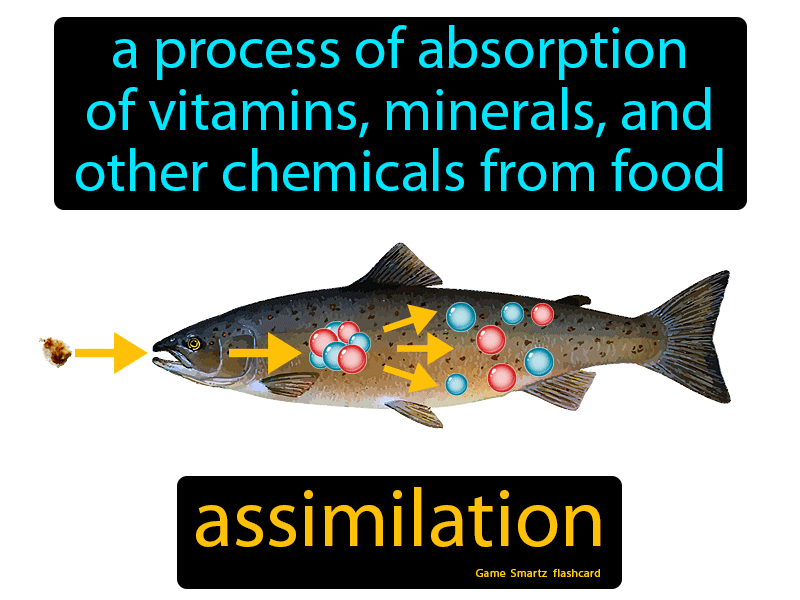 a process of absorption
of vitamins, minerals, and
other chemicals from food
assimilation
Game Smartz flashcard